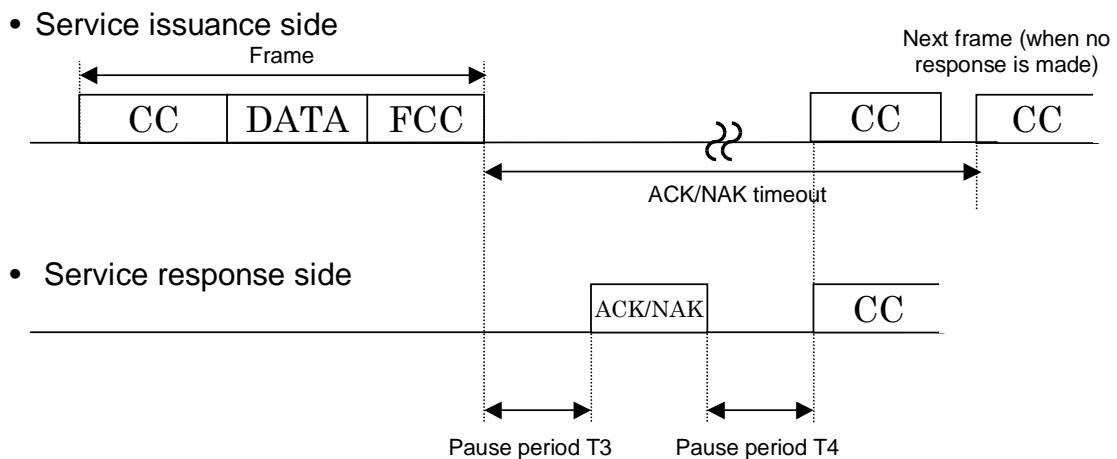 • Service issuance side
Frame
Next frame (when no
response is made)
CC DATA FCC CC CC
ACK/NAK timeout
• Service response side
ACK/NAK CC
Pause period T3 Pause period T4